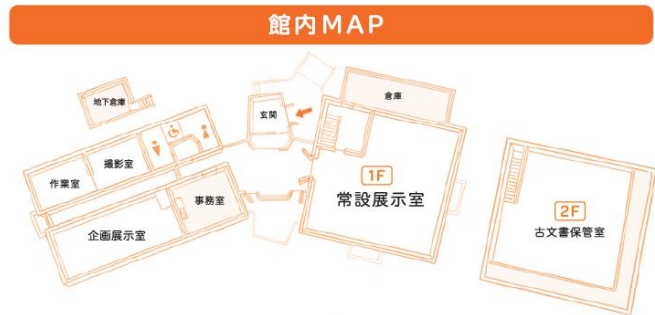 館内MAP
地下倉庫
玄関
倉庫
撮影室
作業室
事務室
企画展示室
1F
常設展示室
2F
古文書保管室